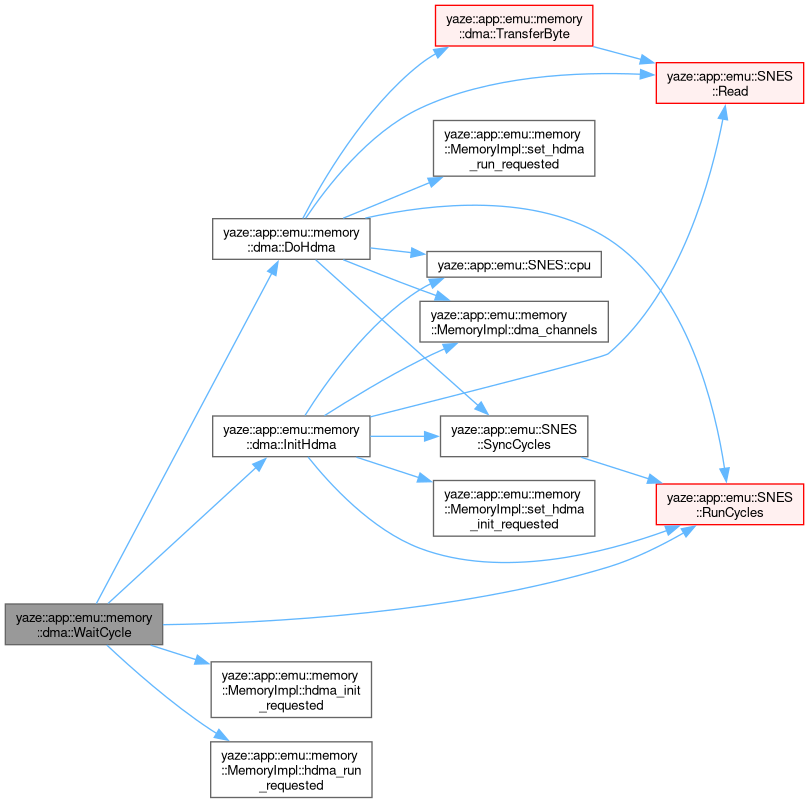 yaze::app::emu::memory
::dma::TransferByte
yaze::app::emu::SNES
::Read
yaze::app::emu::memory
::MemoryImpl::set_hdma
_run_requested
yaze::app::emu::memory
::dma::DoHdma
yaze::app::emu::SNES::cpu
yaze::app::emu::memory
::MemoryImpl::dma_channels
yaze::app::emu::memory
::dma::InitHdma
yaze::app::emu::SNES
::SyncCycles
yaze::app::emu::memory
::MemoryImpl::set_hdma
_init_requested
yaze::app::emu::SNES
::RunCycles
yaze::app::emu::memory
::dma::WaitCycle
yaze::app::emu::memory
::MemoryImpl::hdma_init
_requested
yaze::app::emu::memory
::MemoryImpl::hdma_run
_requested